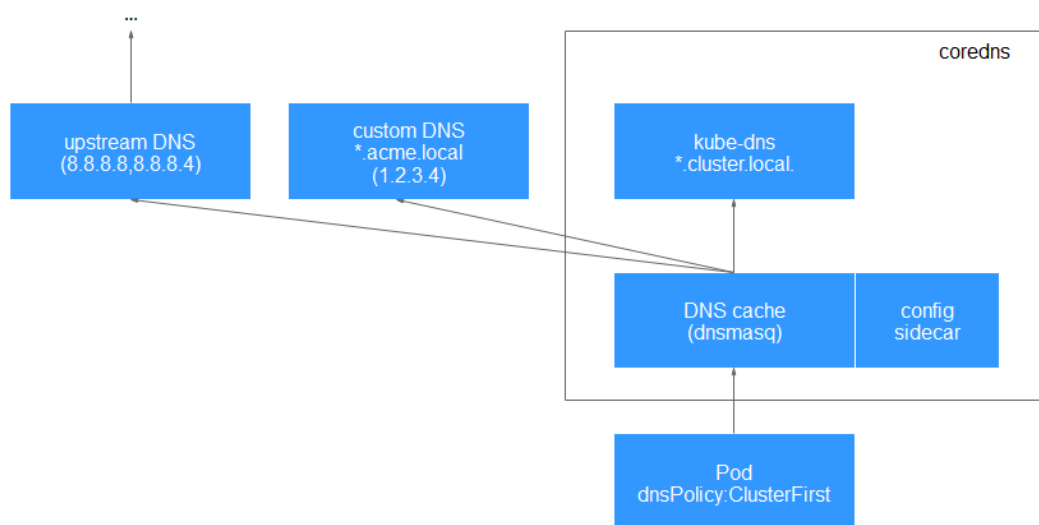 ...
coredns
upstream DNS
(8.8.8.8,8.8.8.4)
custom DNS
*.acme.local
(1.2.3.4)
kube-dns
*.cluster.local.
DNS cache
(dnsmasq)
config
sidecar
Pod
dnsPolicy:ClusterFirst